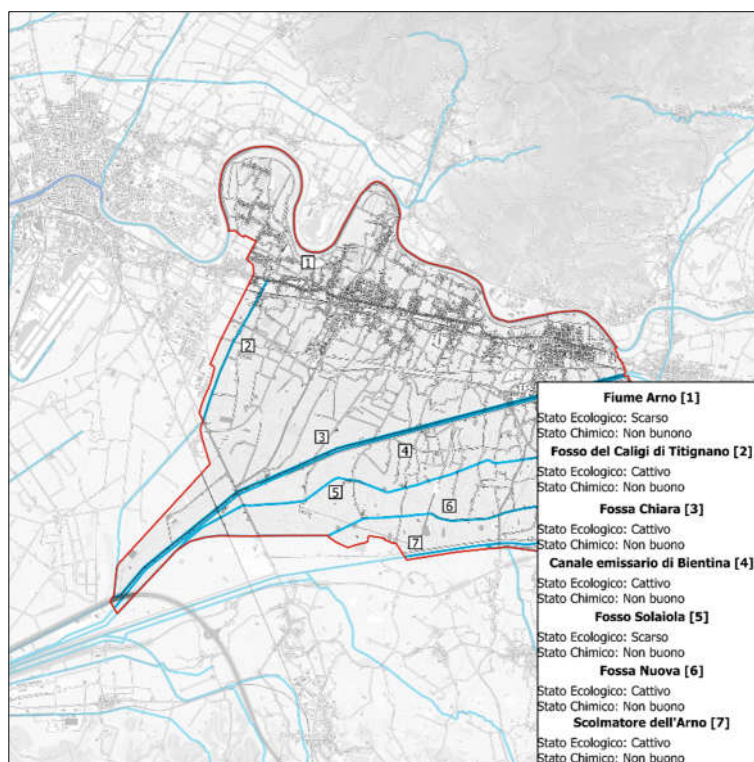 1
2
3
4
5
6
7
Fiume Arno [1]
Stato Ecologico: Scarso
Stato Chimico: Non bunono
Fosso del Caligi di Titignano [2]
Stato Ecologico: Cattivo
Stato Chimico: Non buono
Fossa Chiara [3]
Stato Ecologico: Cattivo
Stato Chimico: Non buono
Canale emissario di Bientina [4]
Stato Ecologico: Cattivo
Stato Chimico: Non buono
Fosso Solaiola [5]
Stato Ecologico: Scarso
Stato Chimico: Non buono
Fossa Nuova [6]
Stato Ecologico: Cattivo
Stato Chimico: Non buono
Scolmatore dell'Arno [7]
Stato Ecologico: Cattivo
Stato Chimico: Non buono